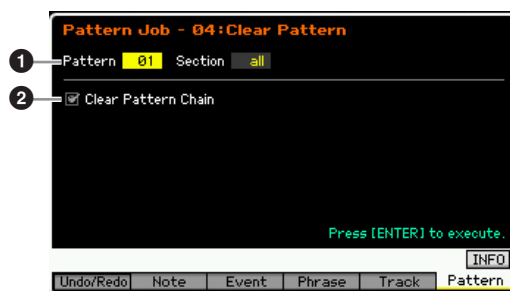 Pattern Job - 04:Clear Pattern
1 Pattern 01 Section all
2 Clear Pattern Chain
Press [ENTER] to execute.
INFO
Undo/Redo Note Event Phrase Track Pattern